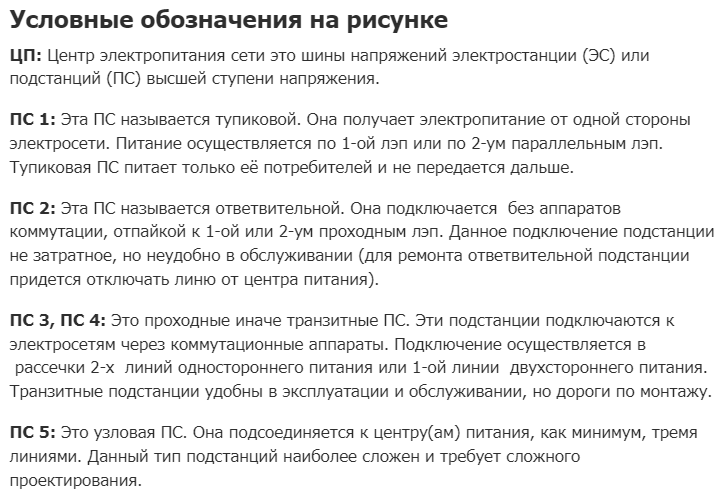 Условные обозначения на рисунке
ЦП: Центр электропитания сети это шины напряжений электростанции (ЭС) или
подстанций (ПС) высшей ступени напряжения.
ПС 1: Эта ПС называется тупиковой. Она получает электропитание от одной стороны
электросети. Питание осуществляется по 1-ой лэп или по 2-ум параллельным лэп.
Тупиковая ПС питает только её потребителей и не передается дальше.
ПС 2: Эта ПС называется ответвительной. Она подключается без аппаратов
коммутации, отпайкой к 1-ой или 2-ум проходным лэп. Данное подключение подстанции
не затратное, но неудобно в обслуживании (для ремонта ответвительной подстанции
придется отключать линю от центра питания).
ПС 3, ПС 4: Это проходные иначе транзитные ПС. Эти подстанции подключаются к
электросетям через коммутационные аппараты. Подключение осуществляется в
рассечки 2-х линий одностороннего питания или 1-ой линии двухстороннего питания.
Транзитные подстанции удобны в эксплуатации и обслуживании, но дороги по монтажу.
ПС 5: Это узловая ПС. Она подсоединяется к центру(ам) питания, как минимум, тремя
линиями. Данный тип подстанций наиболее сложен и требует сложного
проектирования.